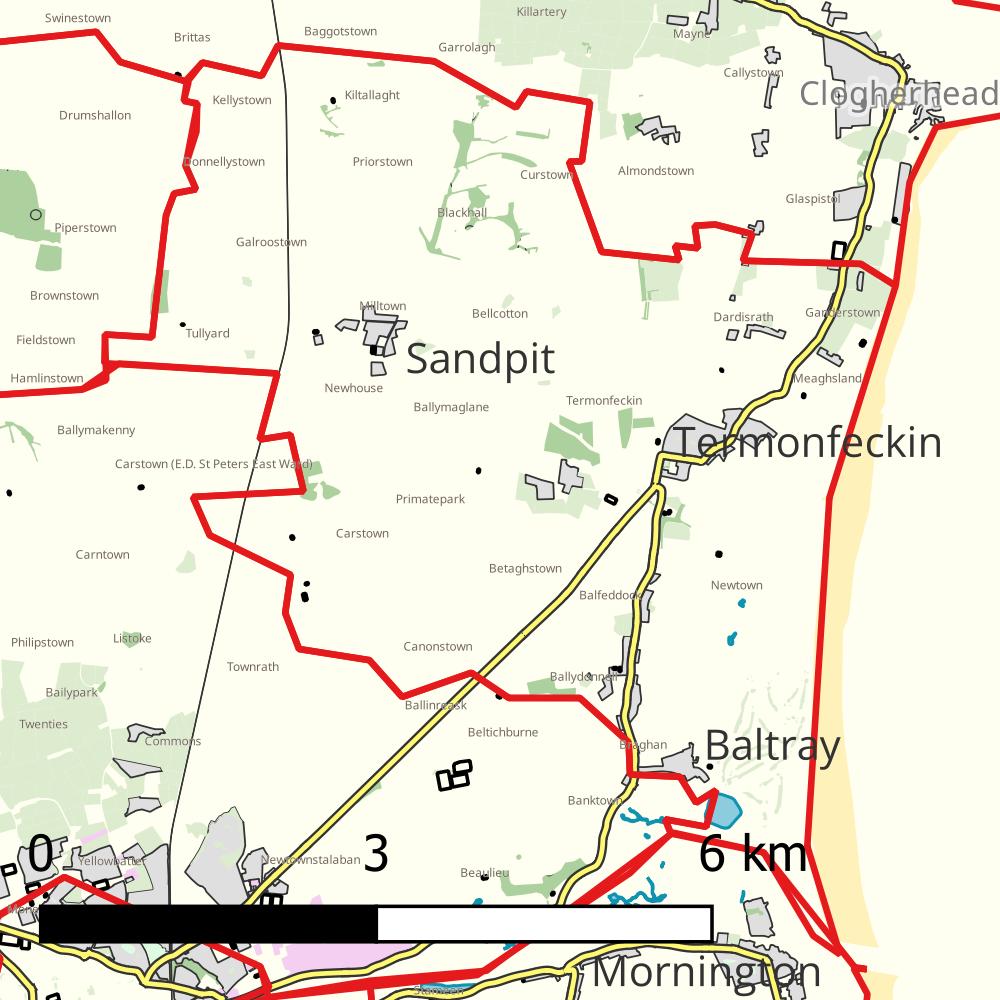 Swinestown
Killartery
Brittas
Baggotstown
Mayne
Garrolagh
Callystown
Clogherhead
Kellystown
Kiltallaght
Drumshallon
Donnellystown
Priorstown
Curstown
Almondstown
Glaspistol
Blackhall
Piperstown
Galroostown
Brownstown
Milltown
Bellcotton
Dardisrath
Ganderstown
Tullyard
Fieldstown
Sandpit
Hamlinstown
Newhouse
Meaghsland
Ballymaglane
Termonfeckin
Ballymakenny
Termonfeckin
Carstown (E.D. St Peters East Ward)
Primatepark
Carstown
Carntown
Betaghstown
Newtown
Balfeddock
Philipstown
Listoke
Canonstown
Townrath
Ballydonnell
Bailypark
Ballinreask
Twenties
Beltichburne
Commons
Braghan
Baltray
Banktown
0
3
6 km
Yellowbatter
Newtownstalaban
Beaulieu
Mornington
Stameen